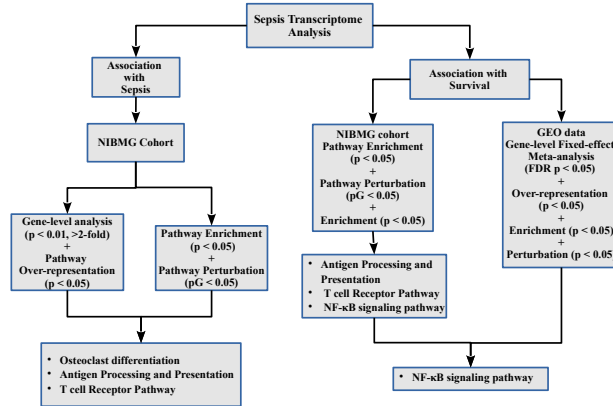 Sepsis Transcriptome
Analysis
Association
with
Sepsis
Association with
Survival
NIBMG Cohort
NIBMG cohort
Pathway Enrichment
(p < 0.05)
+
Pathway Perturbation
(pG < 0.05)
+
Enrichment (p < 0.05)
GEO data
Gene-level Fixed-effect
Meta-analysis
(FDR p < 0.05)
+
Over-representation
(p < 0.05)
+
Enrichment (p < 0.05)
+
Perturbation (p < 0.05)
Gene-level analysis
(p < 0.01, >2-fold)
+
Pathway
Over-representation
(p < 0.05)
Pathway Enrichment
(p < 0.05)
+
Pathway Perturbation
(pG < 0.05)
• Antigen Processing and
Presentation
• T cell Receptor Pathway
• NF-κB signaling pathway
• Osteoclast differentiation
• Antigen Processing and Presentation
• T cell Receptor Pathway
• NF-κB signaling pathway